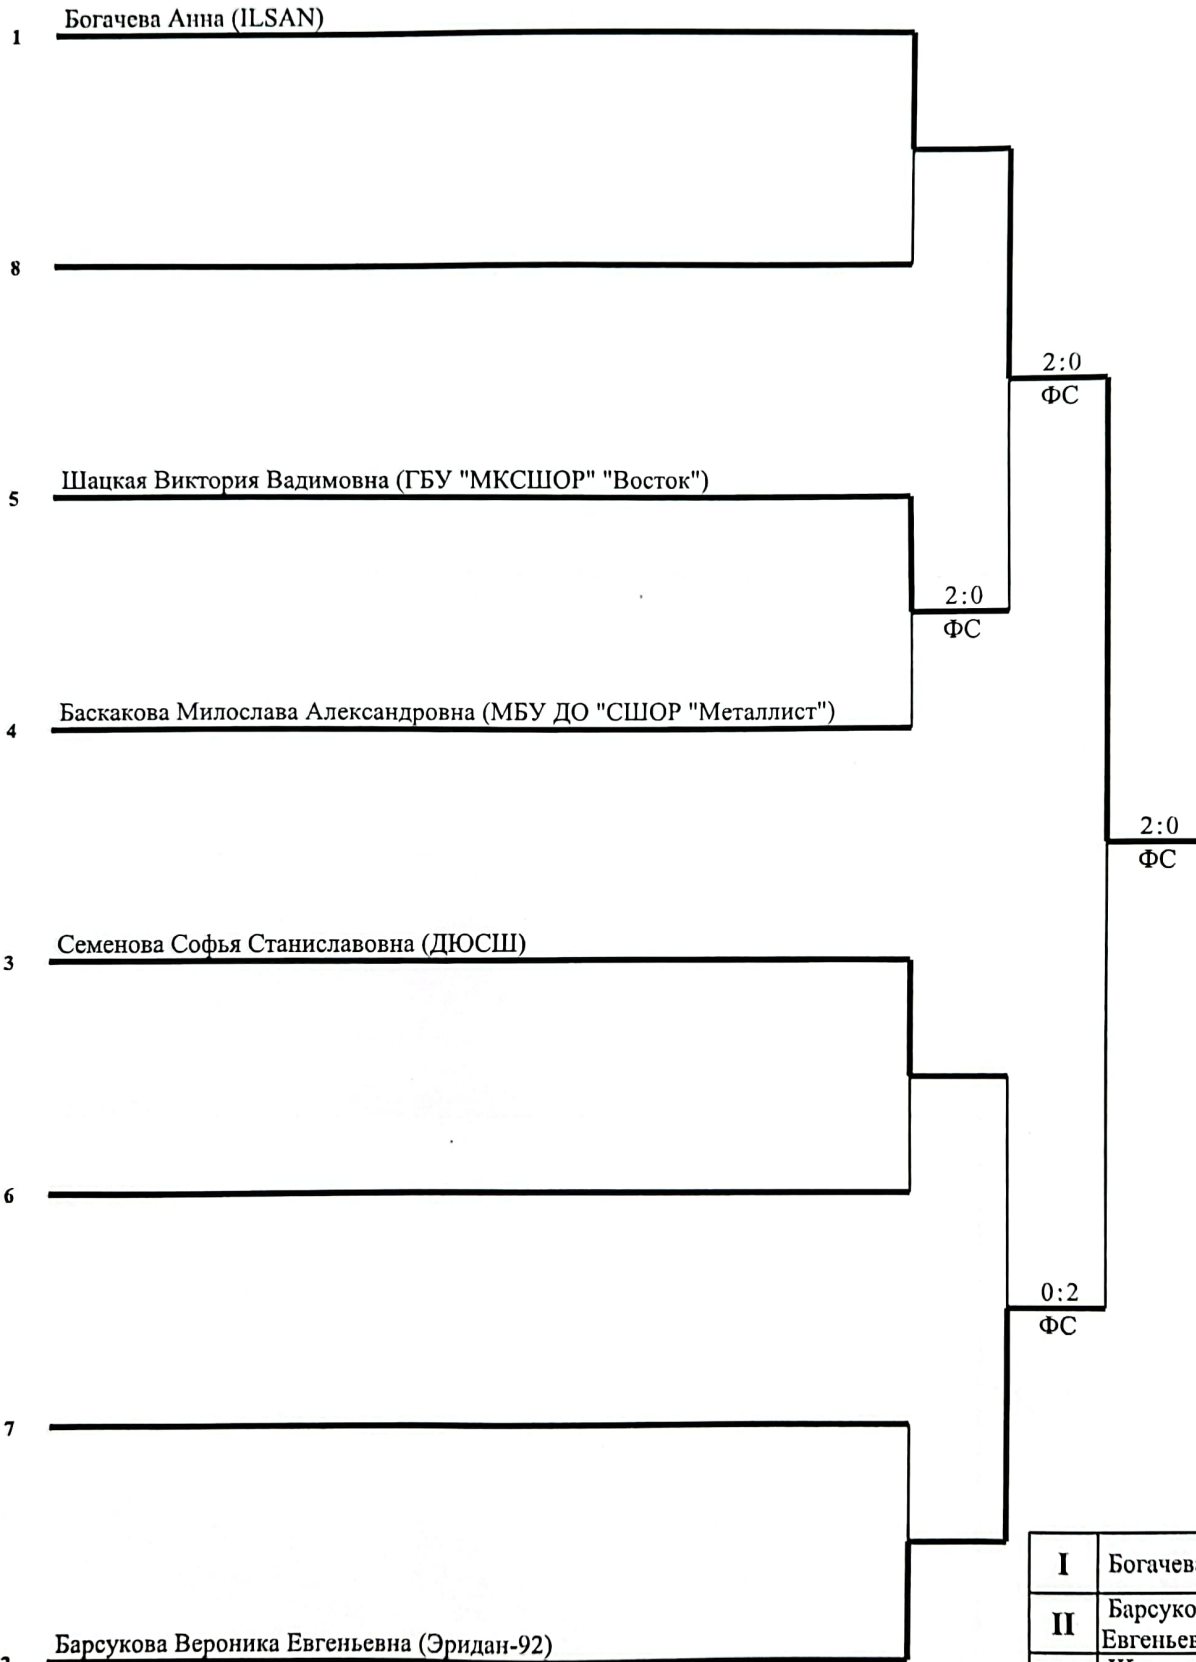 Богачева Анна (ILSAN)
1
8
2:0
ФС
Шацкая Виктория Вадимовна (ГБУ "МКСШОР" "Восток")
5
2:0
ФС
Баскакова Милослава Александровна (МБУ ДО "СШОР "Металлист")
4
2:0
ФС
Семенова Софья Станиславовна (ДЮСШ)
3
6
0:2
ФС
7
I Богачева
II Барсуко
Евгеньев
Барсукова Вероника Евгеньевна (Эридан-92)